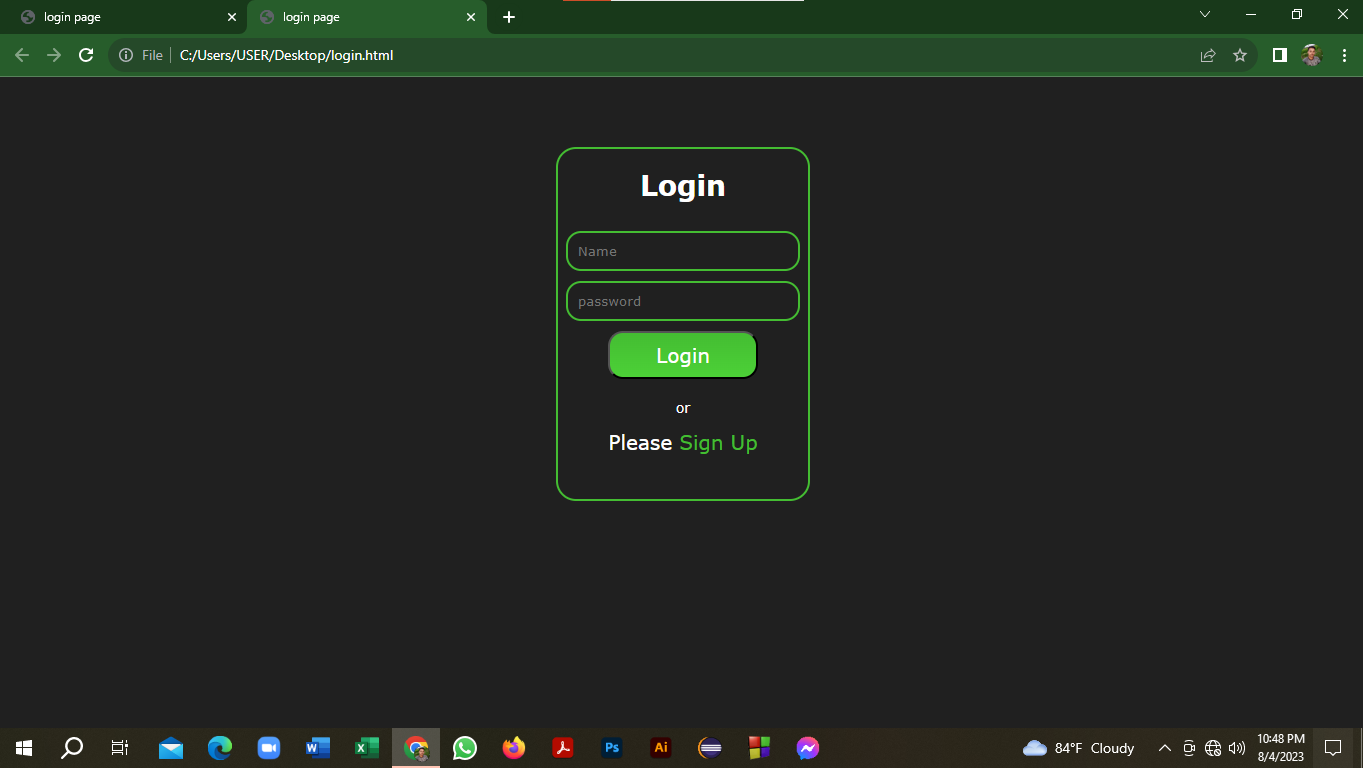 login page
login page
File
C:/Users/USER/Desktop/login.html
Login
Name
password
Login
or
Please Sign Up
W
X
Ps
Ai
84°F Cloudy
10:48 PM
8/4/2023